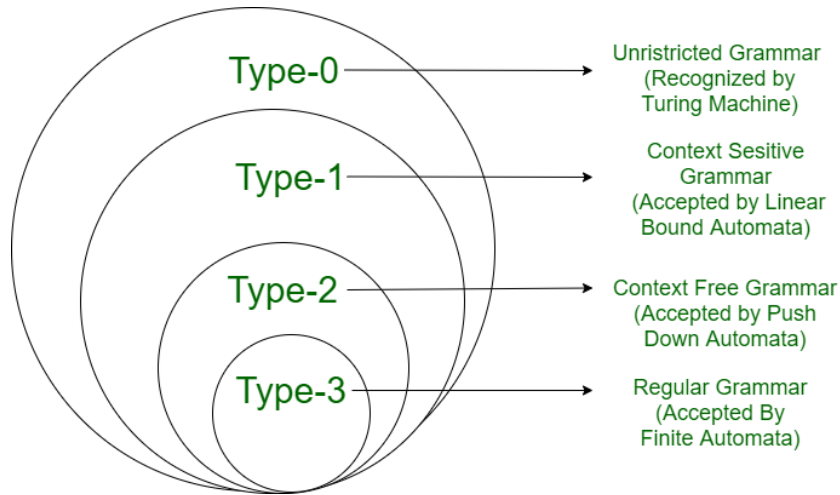 Type-0
Unristricted Grammar
(Recognized by
Turing Machine)
Type-1
Context Sesitive
Grammar
(Accepted by Linear
Bound Automata)
Type-2
Context Free Grammar
(Accepted by Push
Down Automata)
Type-3
Regular Grammar
(Accepted By
Finite Automata)